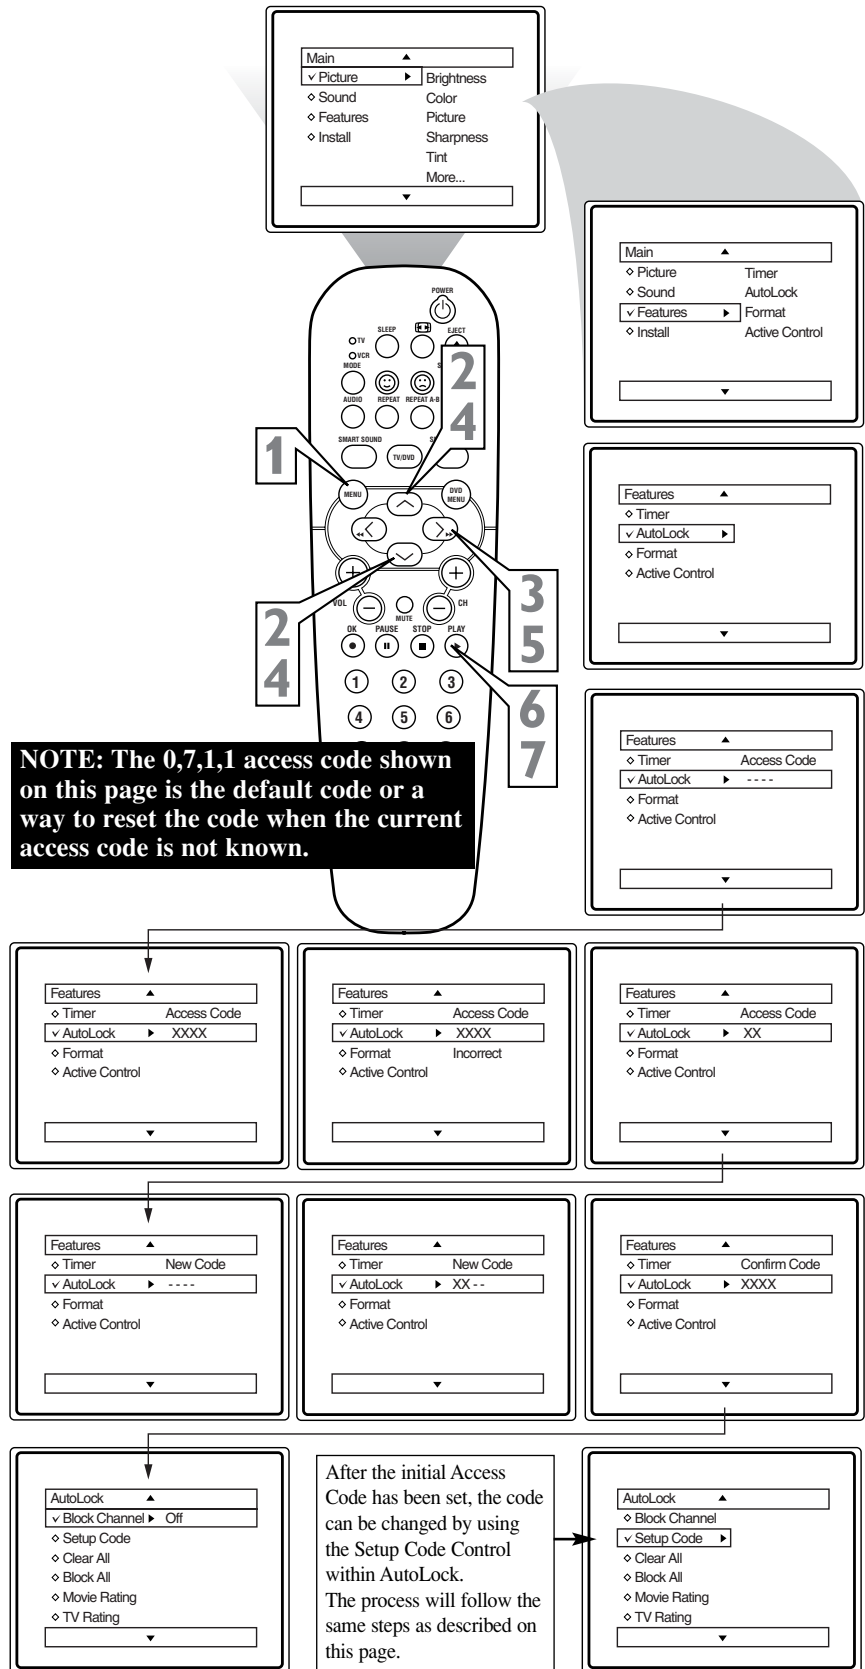 Main
Picture
Brightness
Sound
Color
Features
Picture
Install
Sharpness
Tint
More...
Main
Picture
Timer
Sound
AutoLock
Features
Format
Install
Active Control
POWER
SLEEP
EJECT
TV
VCR
MODE
AUDIO
REPEAT
REPEAT A-B
SMART SOUND
TV/DVD
MENU
DVD
MENU
VOL
MUTE
CH
OK
PAUSE
STOP
PLAY
1
2
3
4
5
6
2
4
1
2
4
3
5
6
7
Features
Timer
AutoLock
Format
Active Control
Features
Timer Access Code
AutoLock - - - -
Format
Active Control
NOTE: The 0,7,1,1 access code shown
on this page is the default code or a
way to reset the code when the current
access code is not known.
Features
Timer Access Code
AutoLock XXXX
Format
Active Control
Features
Timer Access Code
AutoLock XXXX
Format Incorrect
Active Control
Features
Timer Access Code
AutoLock XX
Format
Active Control
Features
Timer New Code
AutoLock - - - -
Format
Active Control
Features
Timer New Code
AutoLock XX - -
Format
Active Control
Features
Timer Confirm Code
AutoLock XXXX
Format
Active Control
AutoLock
Block Channel Off
Setup Code
Clear All
Block All
Movie Rating
TV Rating
After the initial Access
Code has been set, the code
can be changed by using
the Setup Code Control
within AutoLock.
The process will follow the
same steps as described on
this page.
AutoLock
Block Channel
Setup Code
Clear All
Block All
Movie Rating
TV Rating